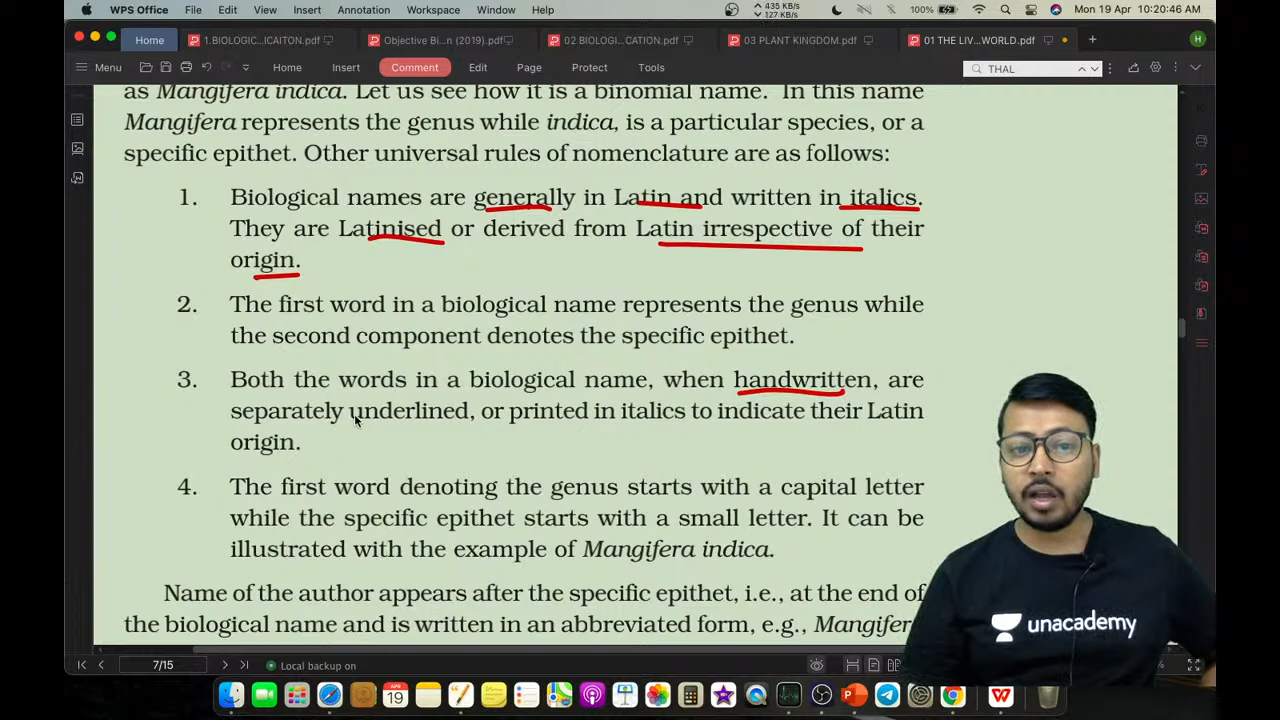 WPS Office File Edit View Insert Annotation Workspace Window Help 435 KB/s 127 KB/s 100% Mon 19 Apr 10:20:46 AM
Home 1.BIOLOGIC...ICAITON.pdf Objective Bi...n (2019).pdf 02 BIOLOGI...CATION.pdf 03 PLANT KINGDOM.pdf 01 THE LIV...WORLD.pdf H
Menu Home Insert Comment Edit Page Protect Tools THAL
as Mangifera indica. Let us see how it is a binomial name. In this name
Mangifera represents the genus while indica, is a particular species, or a
specific epithet. Other universal rules of nomenclature are as follows:
1. Biological names are generally in Latin and written in italics.
They are Latinised or derived from Latin irrespective of their
origin.
2. The first word in a biological name represents the genus while
the second component denotes the specific epithet.
3. Both the words in a biological name, when handwritten, are
separately underlined, or printed in italics to indicate their Latin
origin.
4. The first word denoting the genus starts with a capital letter
while the specific epithet starts with a small letter. It can be
illustrated with the example of Mangifera indica.
Name of the author appears after the specific epithet, i.e., at the end of
the biological name and is written in an abbreviated form, e.g., Mangifer
unacademy
7/15 Local backup on
APR
19